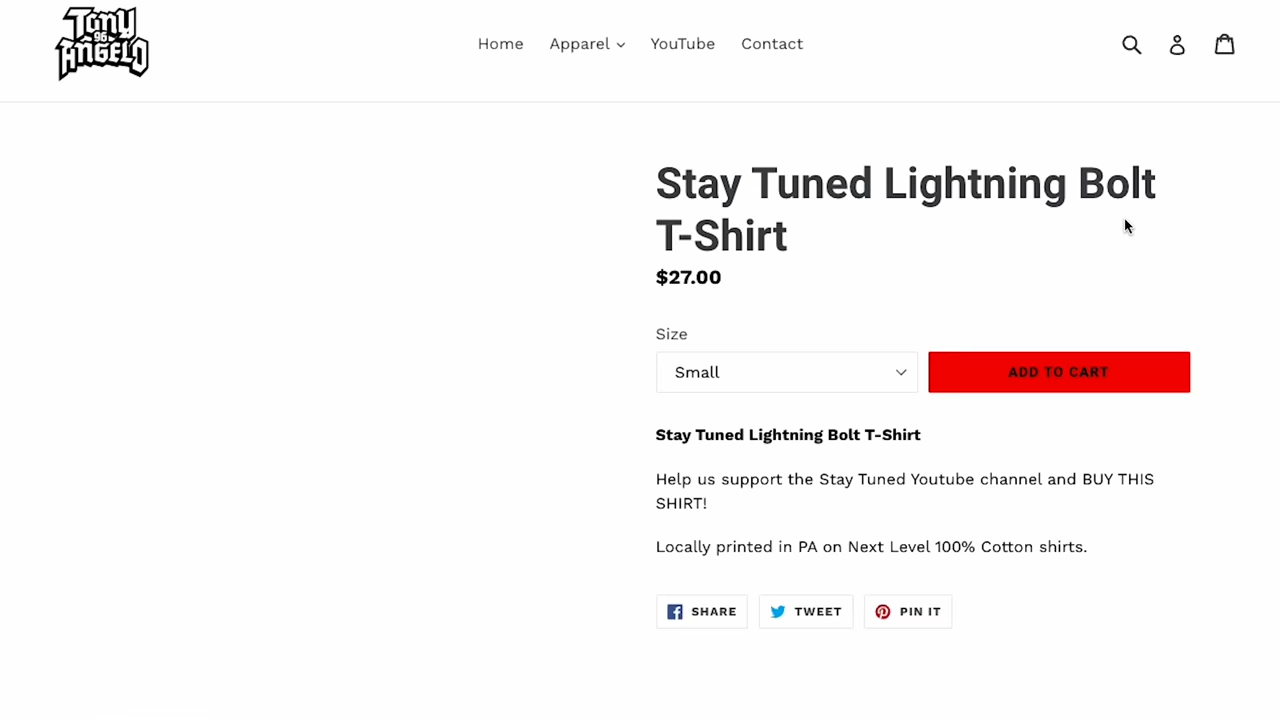 Tony
96
Angelo
Home
Apparel
YouTube
Contact
Stay Tuned Lightning Bolt
T-Shirt
$27.00
Size
Small
ADD TO CART
Stay Tuned Lightning Bolt T-Shirt
Help us support the Stay Tuned Youtube channel and BUY THIS
SHIRT!
Locally printed in PA on Next Level 100% Cotton shirts.
SHARE
TWEET
PIN IT